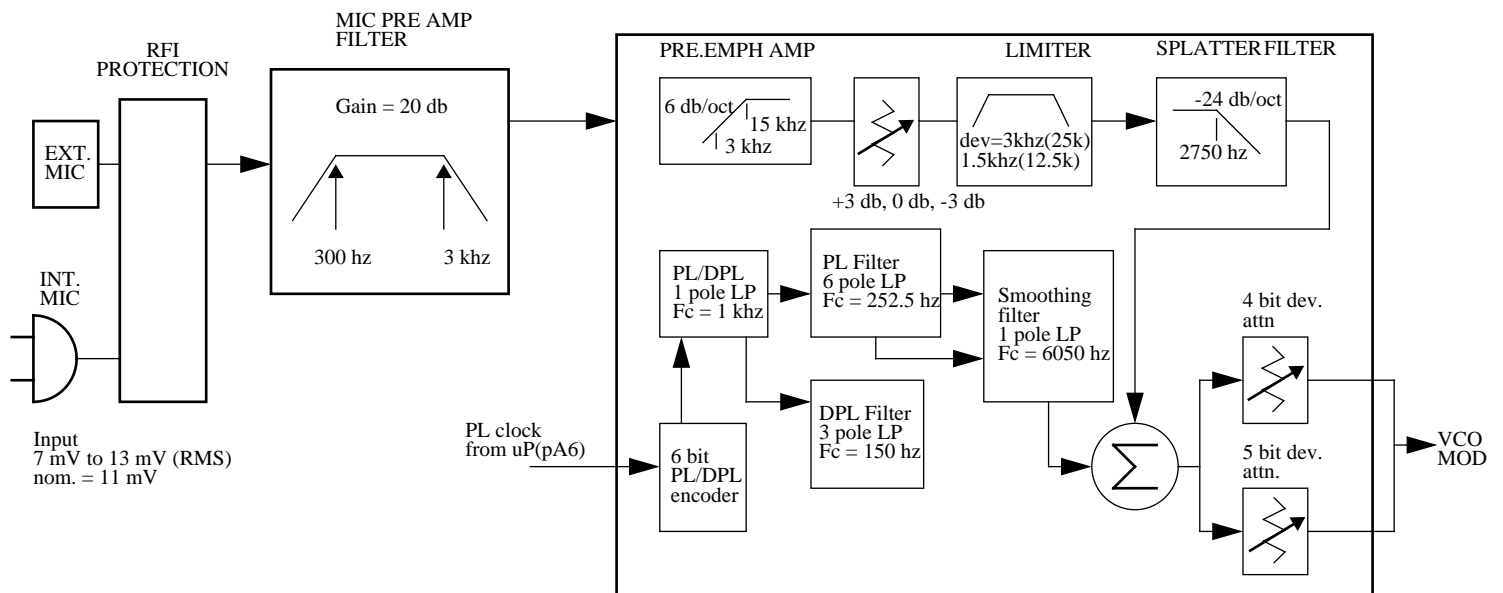 MIC PRE AMP
FILTER
RFI
PROTECTION
Gain = 20 db
300 hz
3 khz
EXT.
MIC
INT.
MIC
Input
7 mV to 13 mV (RMS)
nom. = 11 mV
PRE.EMPH AMP
6 db/oct
15 khz
3 khz
+3 db, 0 db, -3 db
LIMITER
dev=3khz(25k)
1.5khz(12.5k)
SPLATTER FILTER
-24 db/oct
2750 hz
PL/DPL
1 pole LP
Fc = 1 khz
PL Filter
6 pole LP
Fc = 252.5 hz
Smoothing
filter
1 pole LP
Fc = 6050 hz
DPL Filter
3 pole LP
Fc = 150 hz
PL clock
from uP(pA6)
6 bit
PL/DPL
encoder
Σ
4 bit dev.
attn
5 bit dev.
attn.
VCO
MOD